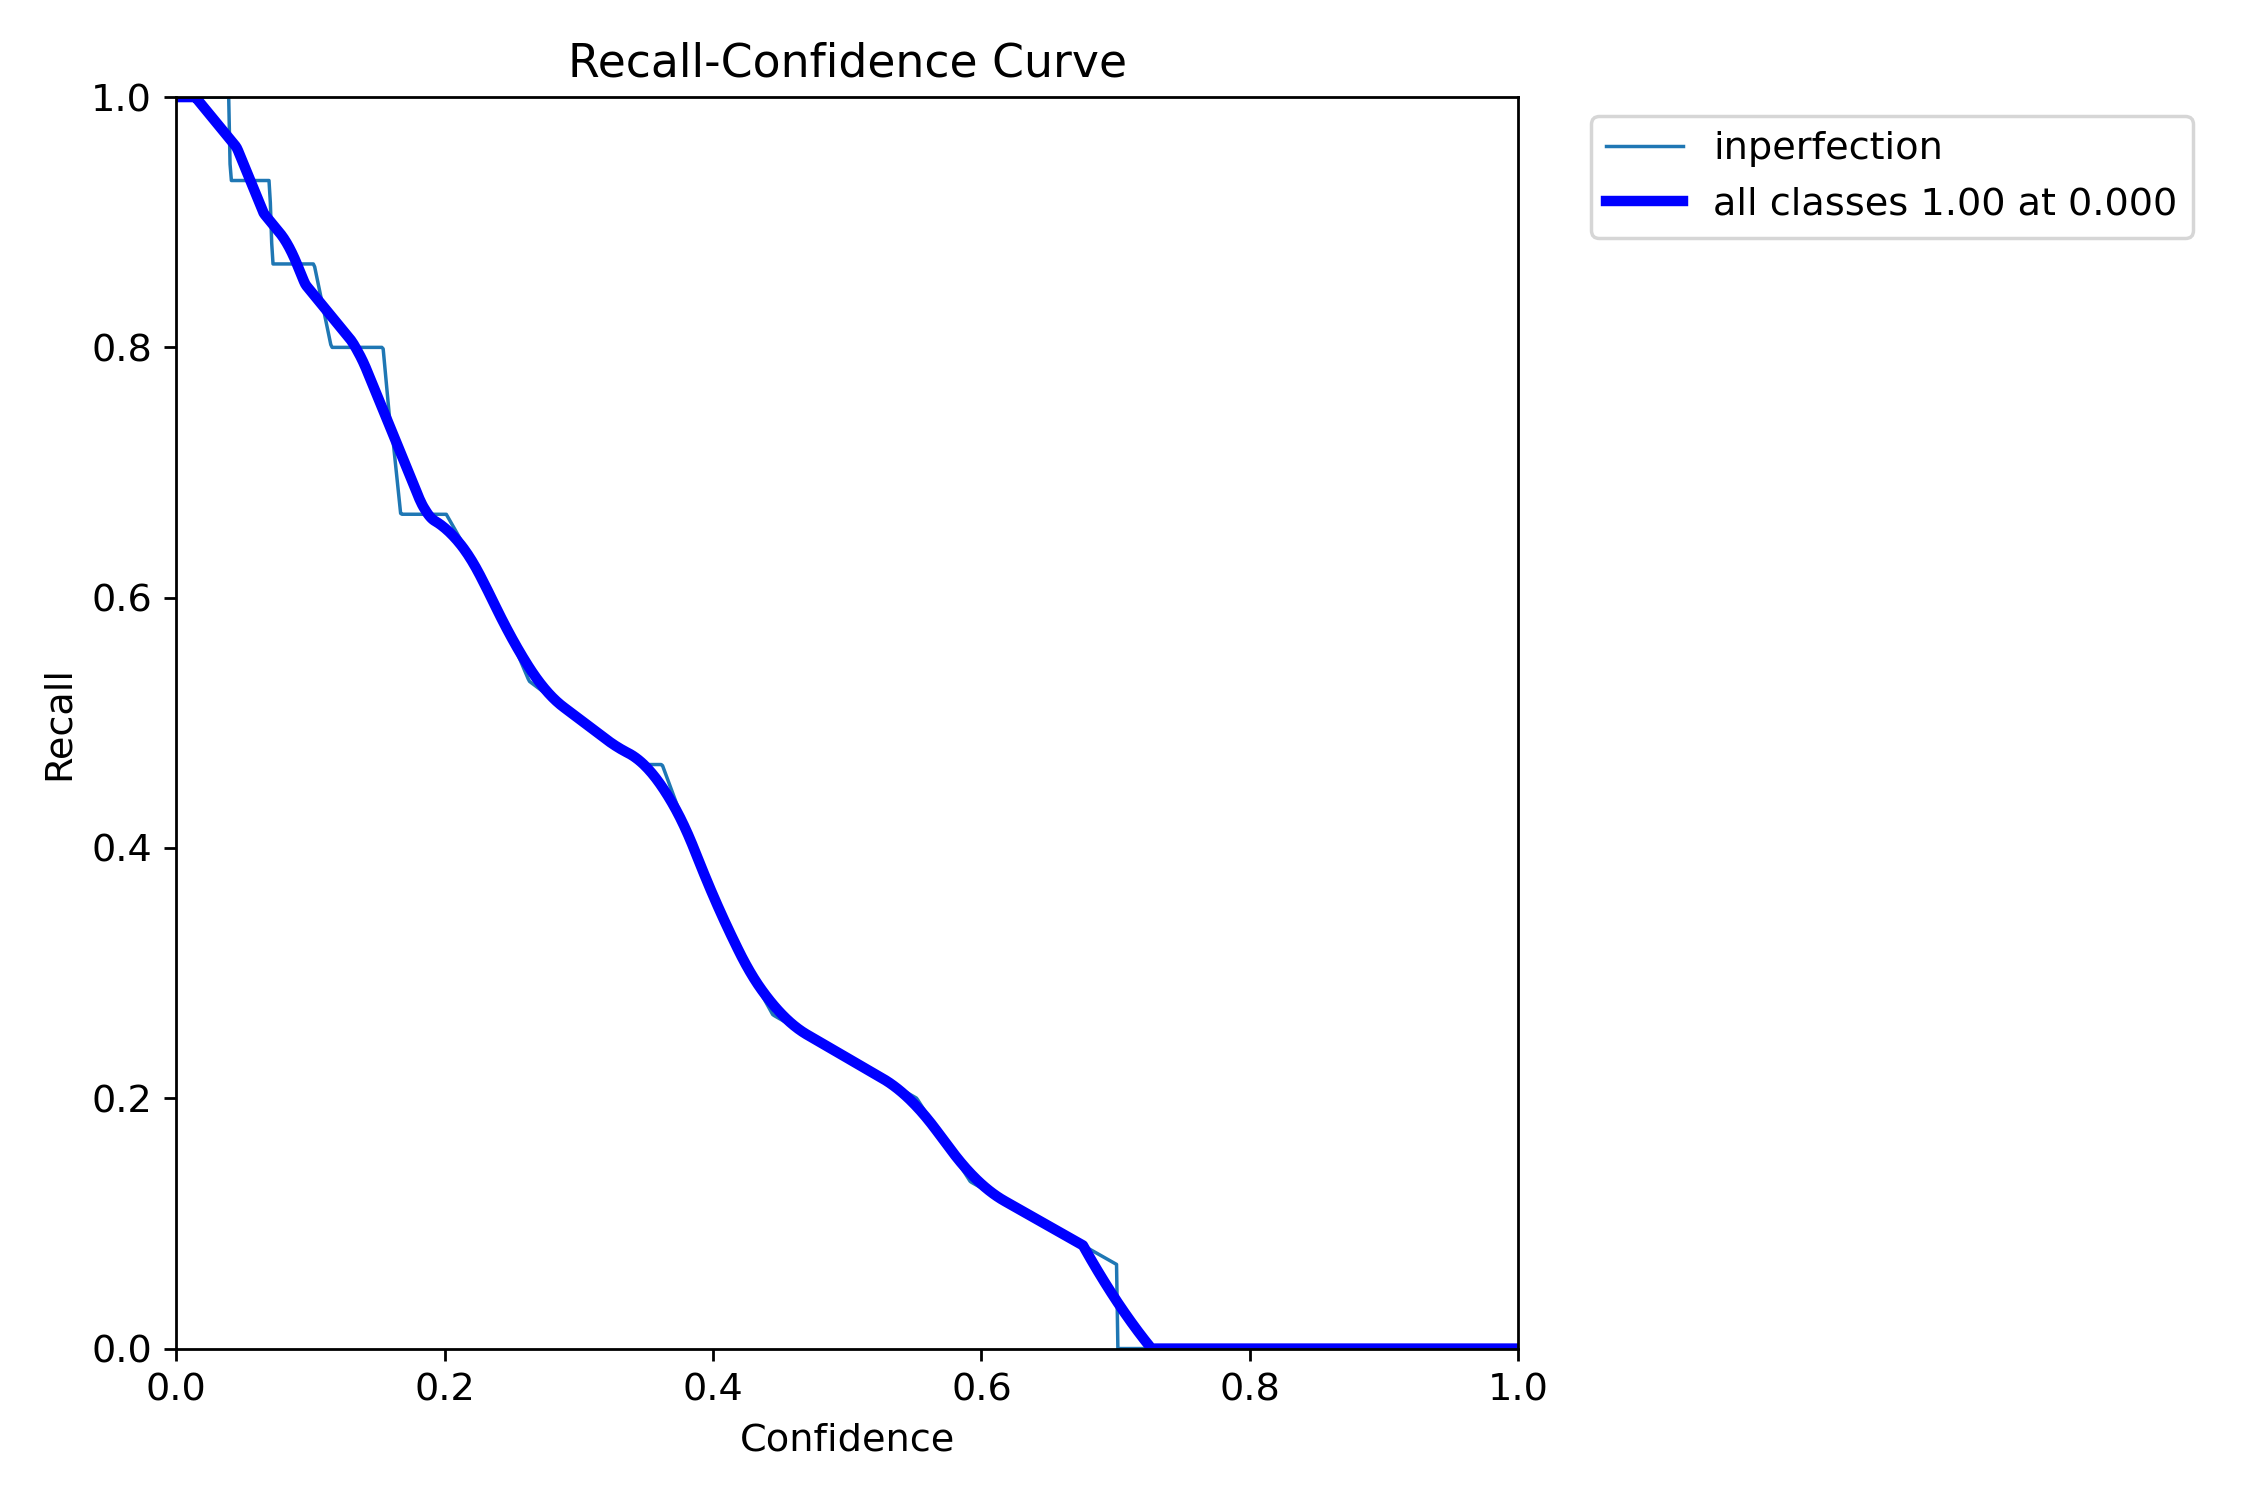 Recall-Confidence Curve
1.0
0.8
0.6
0.4
0.2
0.0
Recall
0.0 0.2 0.4 0.6 0.8 1.0
Confidence
inperfection
all classes 1.00 at 0.000